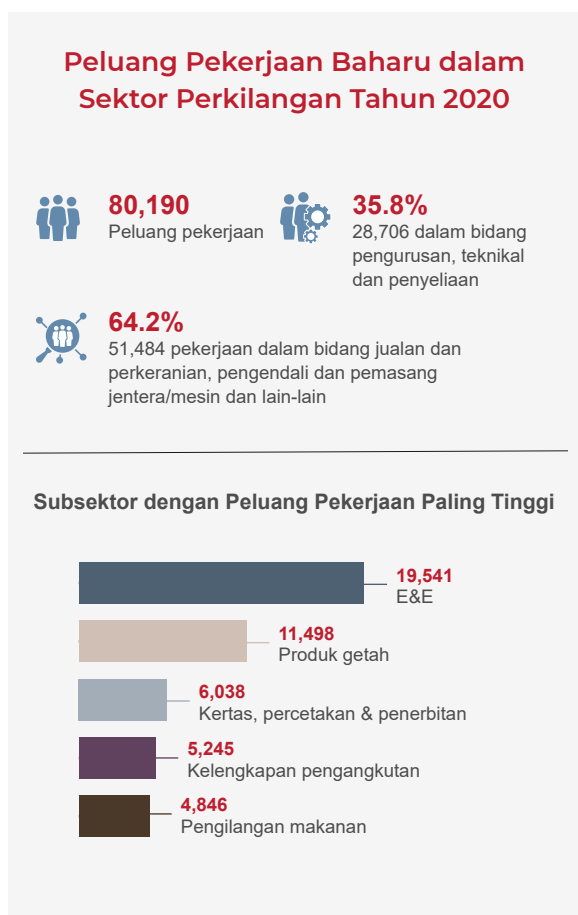 Peluang Pekerjaan Baharu dalam
Sektor Perkilangan Tahun 2020
80,190
Peluang pekerjaan
35.8%
28,706 dalam bidang
pengurusan, teknikal
dan penyeliaan
64.2%
51,484 pekerjaan dalam bidang jualan dan
perkeranian, pengendali dan pemasang
jentera/mesin dan lain-lain
Subsektor dengan Peluang Pekerjaan Paling Tinggi
19,541
E&E
11,498
Produk getah
6,038
Kertas, percetakan & penerbitan
5,245
Kelengkapan pengangkutan
4,846
Pengilangan makanan